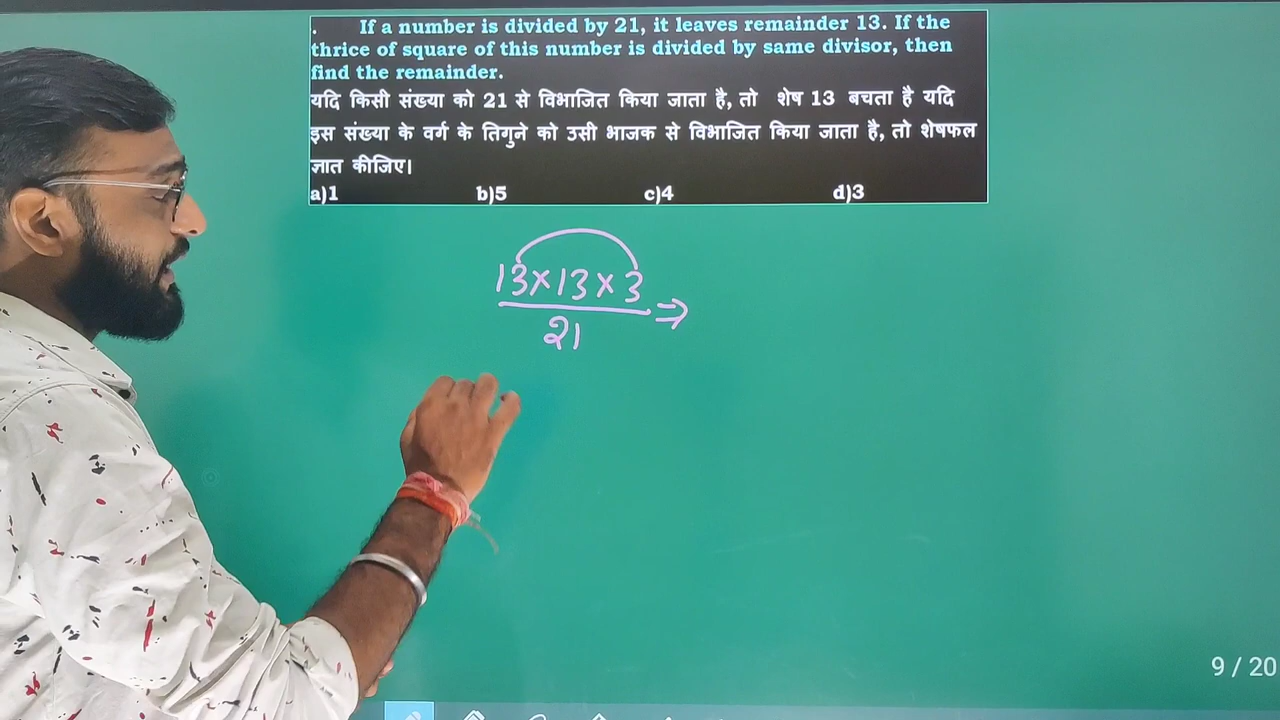 . If a number is divided by 21, it leaves remainder 13. If the
thrice of square of this number is divided by same divisor, then
find the remainder.
यदि किसी संख्या को 21 से विभाजित किया जाता है, तो शेष 13 बचता है यदि
इस संख्या के वर्ग के तिगुने को उसी भाजक से विभाजित किया जाता है, तो शेषफल
ज्ञात कीजिए।
a)1 b)5 c)4 d)3
13×13×3 ⇒
21
9 / 20